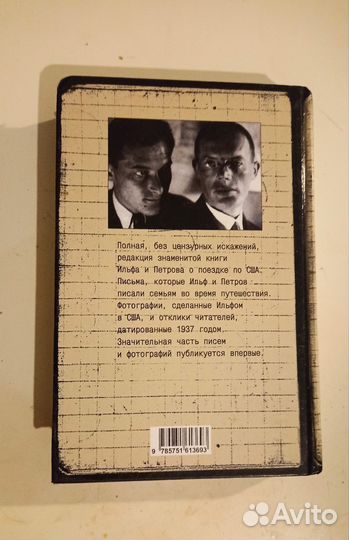 Полная, без цензурных искажений,
редакция знаменитой книги
Ильфа и Петрова о поездке по США.
Письма, которые Ильф и Петров
писали семьям во время путешествия.
Фотографии, сделанные Ильфом
в США, и отклики читателей,
датированные 1937 годом.
Значительная часть писем
и фотографий публикуется впервые.
9 785751 613693
Avito